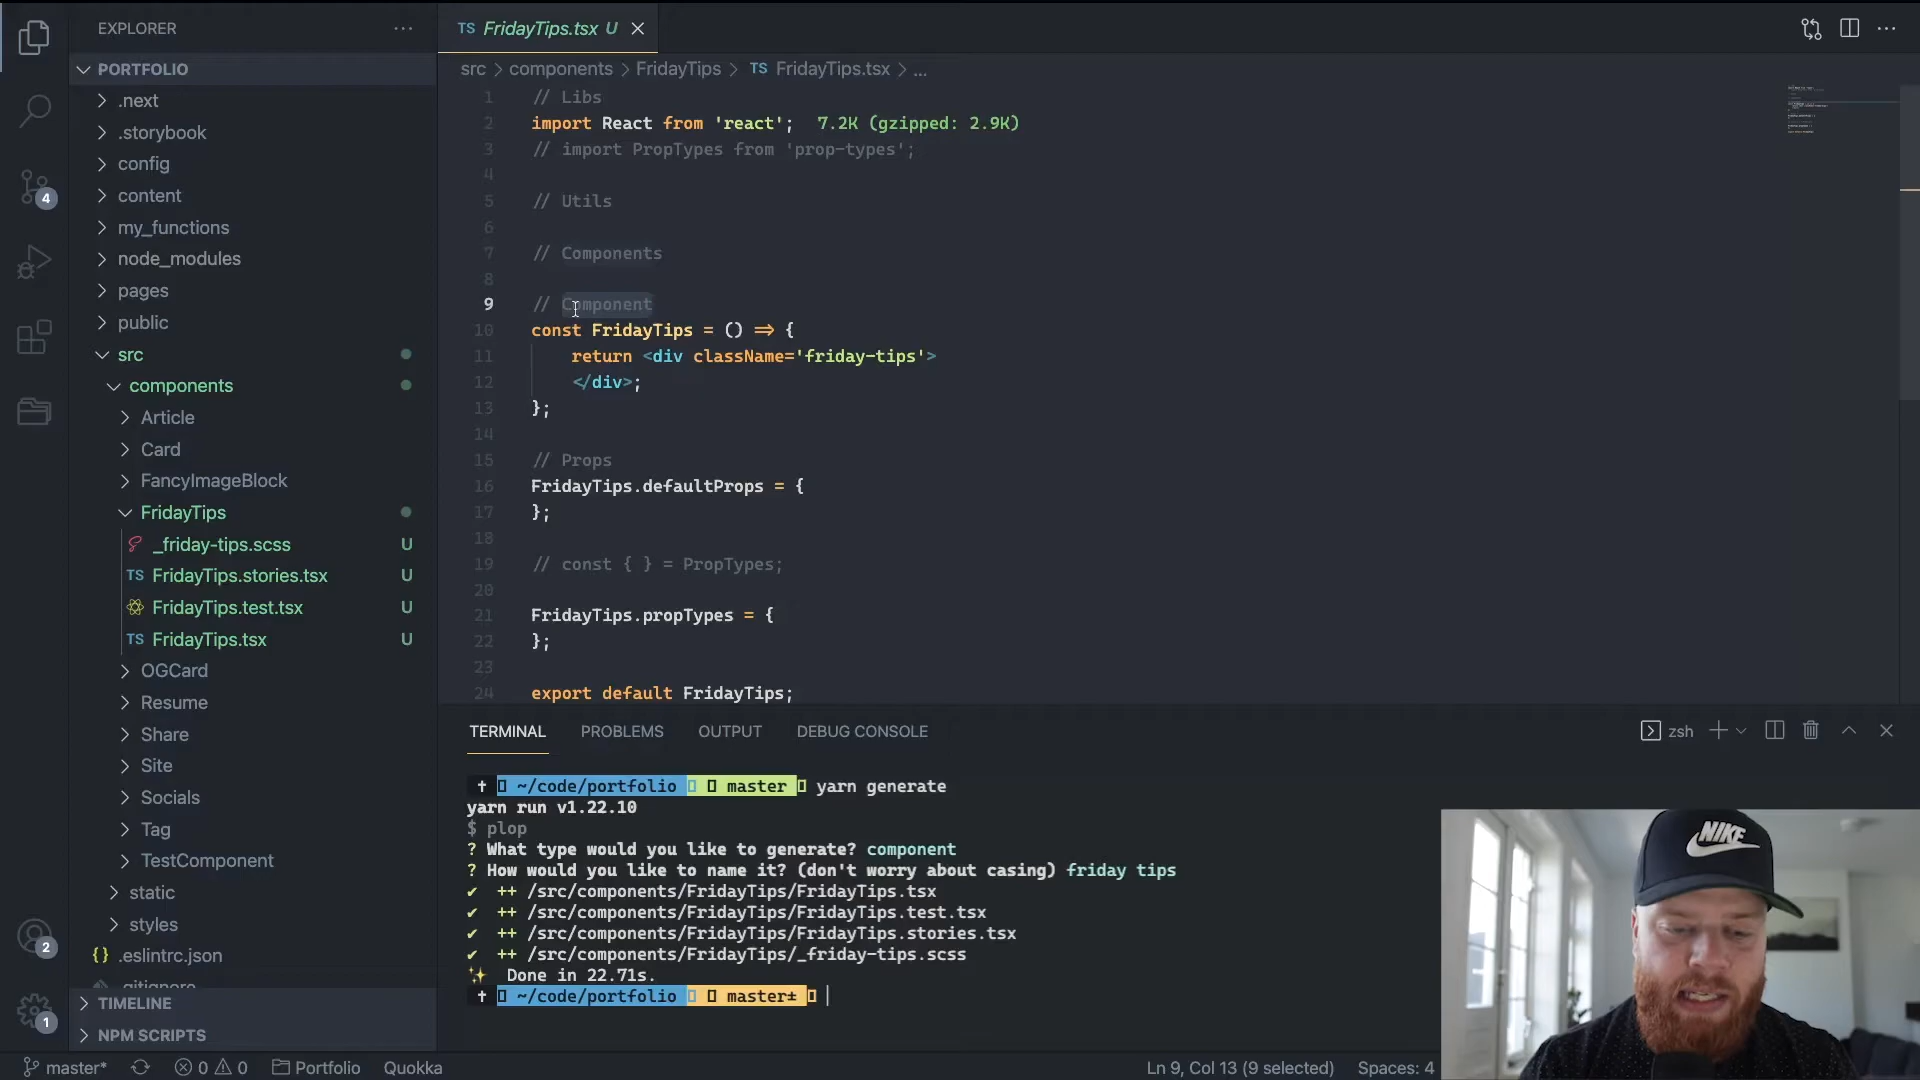 EXPLORER
PORTFOLIO
.next
.storybook
config
content
my_functions
node_modules
pages
public
src
components
Article
Card
FancyImageBlock
FridayTips
_friday-tips.scss U
TS FridayTips.stories.tsx U
FridayTips.test.tsx U
TS FridayTips.tsx U
OGCard
Resume
Share
Site
Socials
Tag
TestComponent
static
styles
{} .eslintrc.json
.gitignore
TIMELINE
NPM SCRIPTS
4
2
1
TS FridayTips.tsx U
src > components > FridayTips > TS FridayTips.tsx > ...
1 // Libs
2 import React from 'react'; 7.2K (gzipped: 2.9K)
3 // import PropTypes from 'prop-types';
4
5 // Utils
6
7 // Components
8
9 // Component
10 const FridayTips = () => {
11 return <div className='friday-tips'>
12 </div>;
13 };
14
15 // Props
16 FridayTips.defaultProps = {
17 };
18
19 // const { } = PropTypes;
20
21 FridayTips.propTypes = {
22 };
23
24 export default FridayTips;
TERMINAL PROBLEMS OUTPUT DEBUG CONSOLE
zsh
~/code/portfolio master yarn generate
yarn run v1.22.10
$ plop
? What type would you like to generate? component
? How would you like to name it? (don't worry about casing) friday tips
✔ ++ /src/components/FridayTips/FridayTips.tsx
✔ ++ /src/components/FridayTips/FridayTips.test.tsx
✔ ++ /src/components/FridayTips/FridayTips.stories.tsx
✔ ++ /src/components/FridayTips/_friday-tips.scss
✨ Done in 22.71s.
~/code/portfolio master±
NIKE
master* 0 0 Portfolio Quokka
Ln 9, Col 13 (9 selected) Spaces: 4